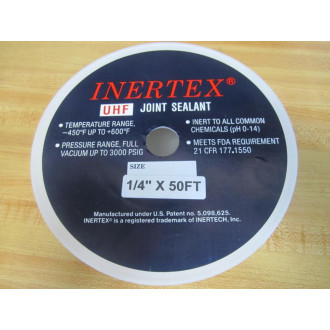 INERTEX®
UHF JOINT SEALANT
• TEMPERATURE RANGE,
–450°F UP TO +600°F
• PRESSURE RANGE, FULL
VACUUM UP TO 3000 PSIG
• INERT TO ALL COMMON
CHEMICALS (pH 0-14)
• MEETS FDA REQUIREMENT
21 CFR 177.1550
SIZE
1/4" X 50FT
Manufactured under U.S. Patent no. 5,098,625.
INERTEX® is a registered trademark of INERTECH, Inc.